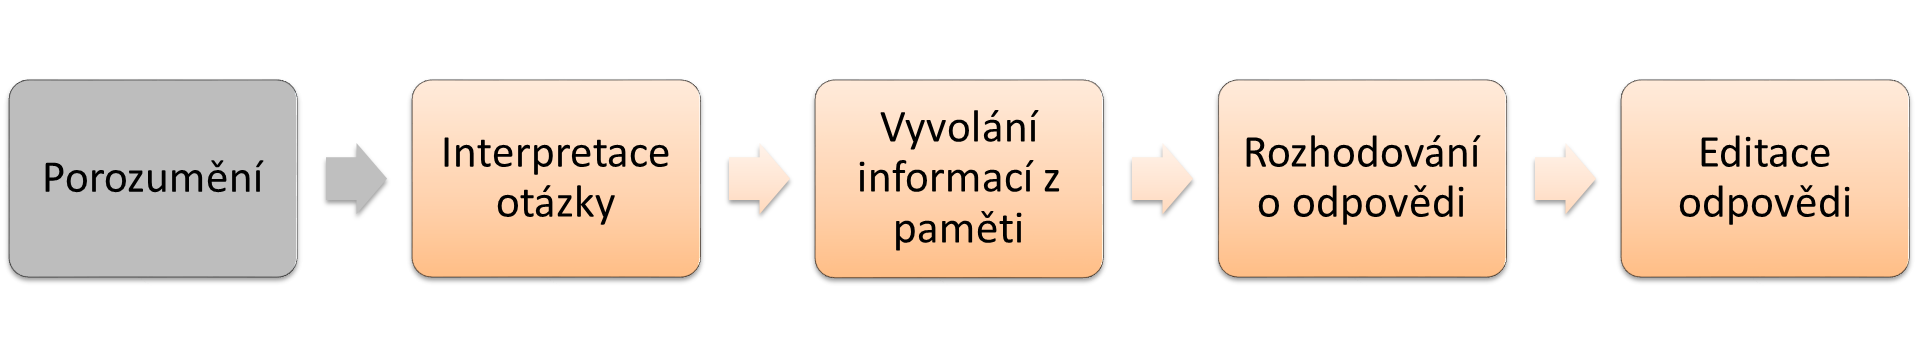 Porozumění
Interpretace
otázky
Vyvolání
informací z
paměti
Rozhodování
o odpovědi
Editace
odpovědi